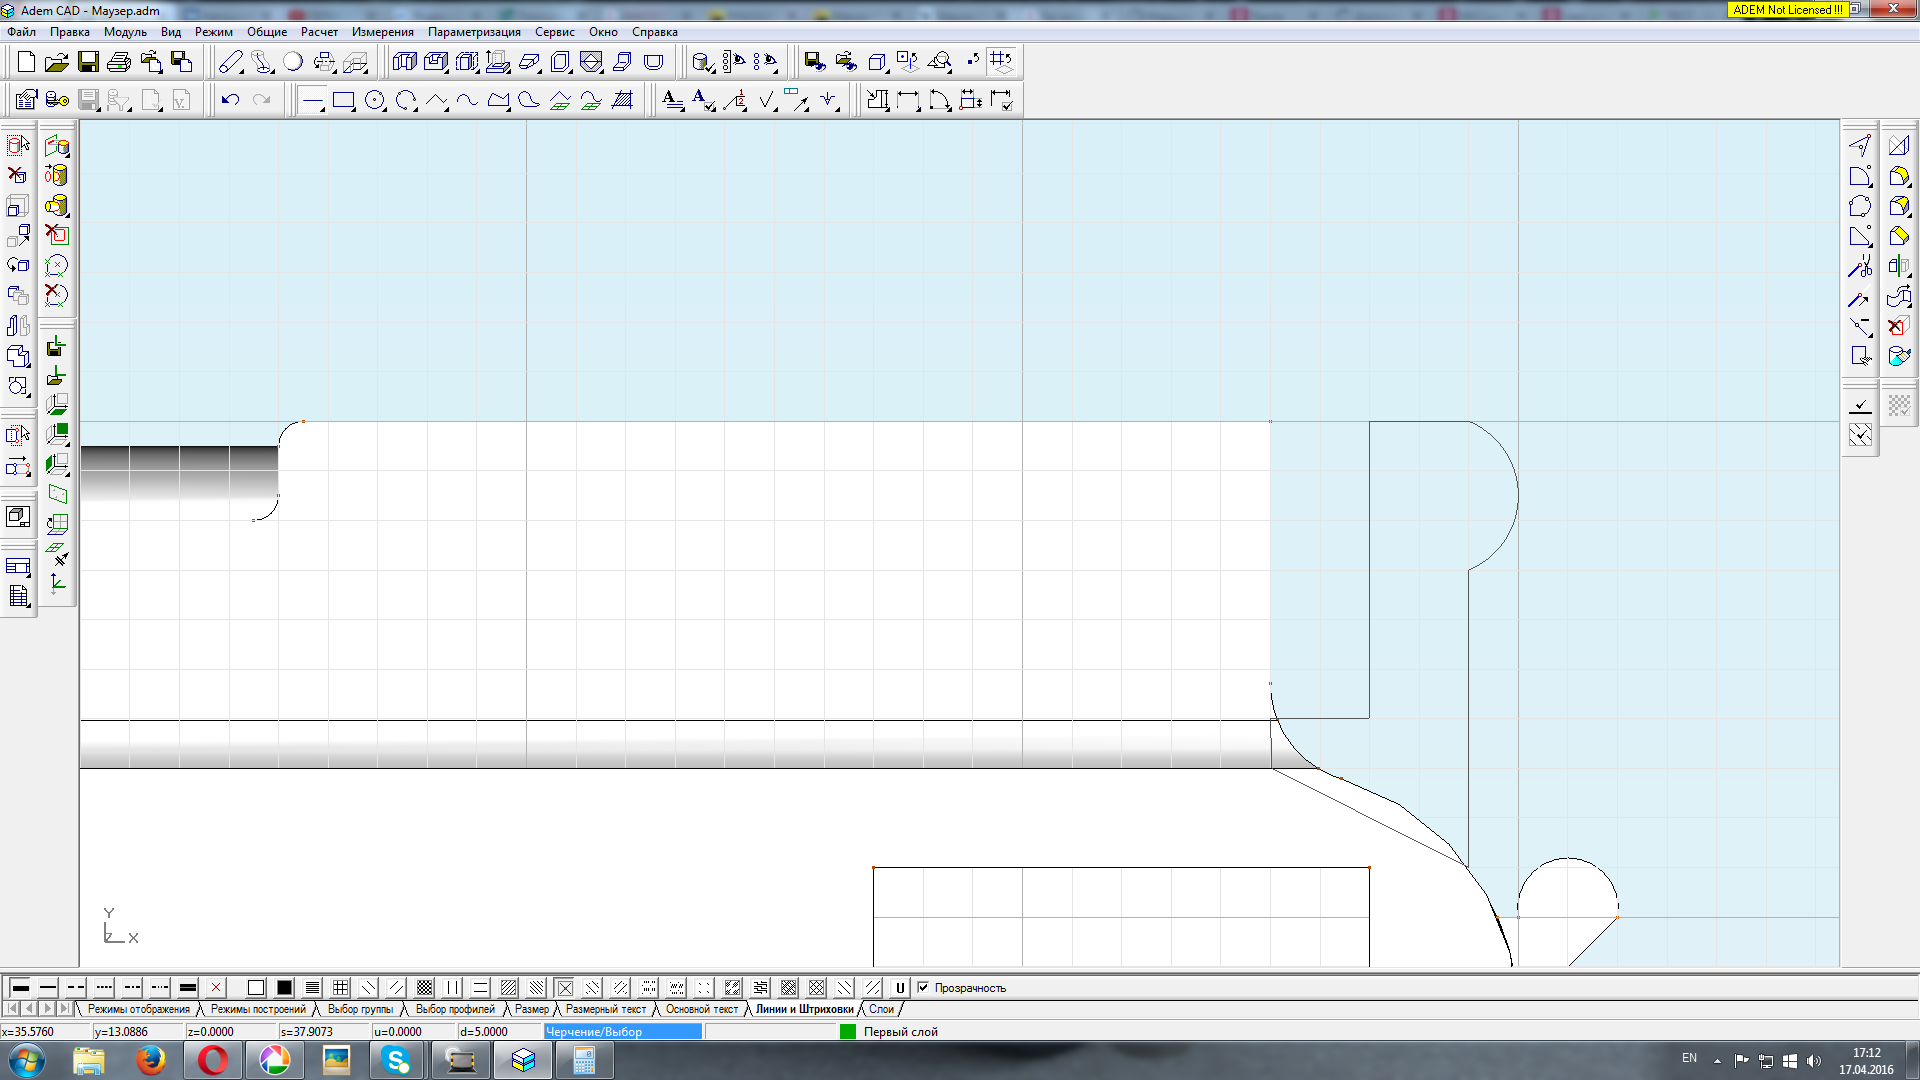 Adem CAD - Маузер.adm
ADEM Not Licensed !!!
Файл Правка Модуль Вид Режим Общие Расчет Измерения Параметризация Сервис Окно Справка
Y
Z X
U Прозрачность
Режимы отображения Режимы построений Выбор группы Выбор профилей Размер Размерный текст Основной текст Линии и Штриховки Слои
x=35.5760 y=13.0886 z=0.0000 s=37.9073 u=0.0000 d=5.0000 Черчение/Выбор Первый слой
EN 17:12
17.04.2016